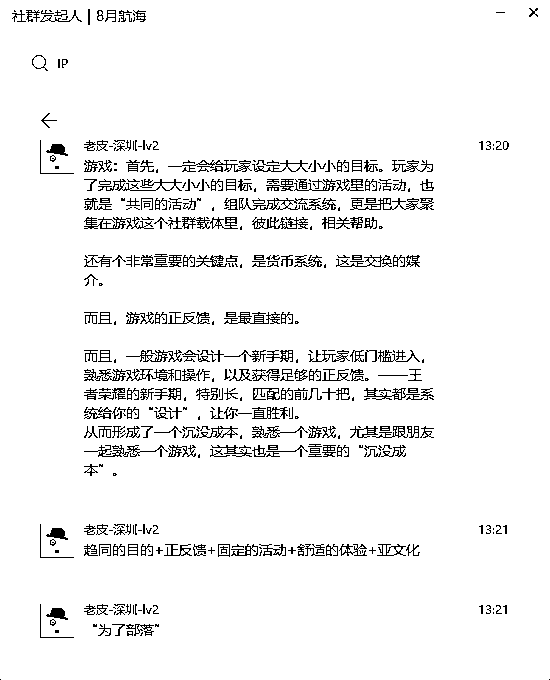 社群发起人 | 8月航海
IP
老皮-深圳-lv2 13:20
游戏：首先，一定会给玩家设定大大小小的目标。玩家为
了完成这些大大小小的目标，需要通过游戏里的活动，也
就是“共同的活动”，组队完成交流系统，更是把大家聚
集在游戏这个社群载体里，彼此链接，相关帮助。
还有个非常重要的关键点，是货币系统，这是交换的媒
介。
而且，游戏的正反馈，是最直接的。
而且，一般游戏会设计一个新手期，让玩家低门槛进入，
熟悉游戏环境和操作，以及获得足够的正反馈。——王
者荣耀的新手期，特别长，匹配的前几十把，其实都是系
统给你的“设计”，让你一直胜利。
从而形成了一个沉没成本，熟悉一个游戏，尤其是跟朋友
一起熟悉一个游戏，这其实也是一个重要的“沉没成
本”。
老皮-深圳-lv2 13:21
趋同的目的+正反馈+固定的活动+舒适的体验+亚文化
老皮-深圳-lv2 13:21
“为了部落”